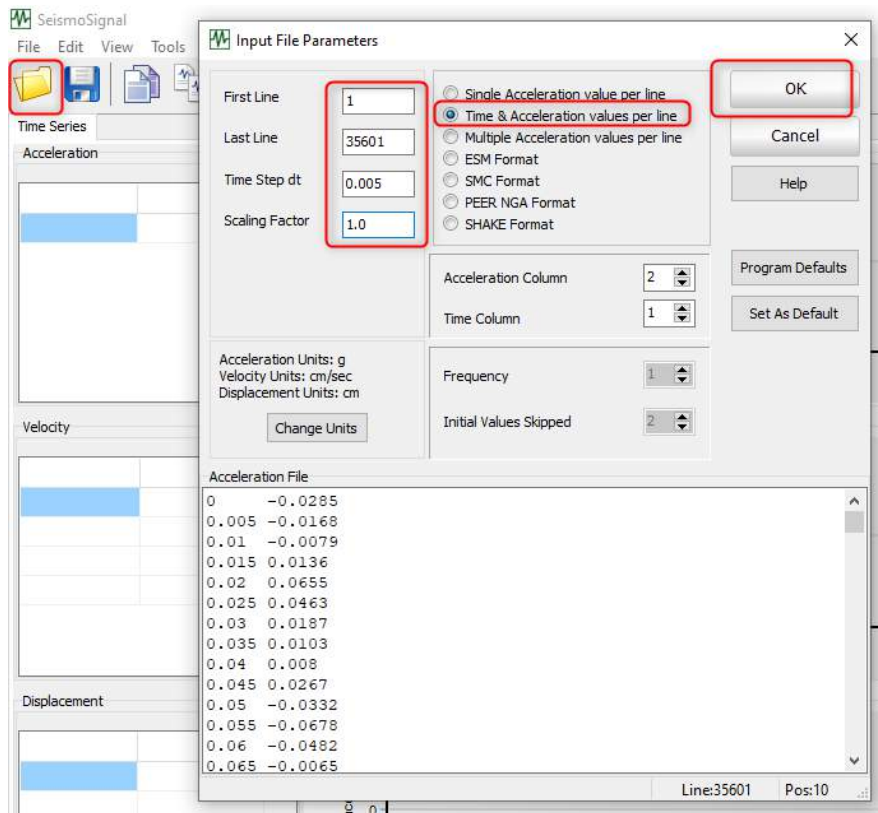 SeismoSignal
File Edit View Tools
Time Series
Acceleration
Velocity
Displacement
Input File Parameters
First Line 1
Last Line 35601
Time Step dt 0.005
Scaling Factor 1.0
Single Acceleration value per line
Time & Acceleration values per line
Multiple Acceleration values per line
ESM Format
SMC Format
PEER NGA Format
SHAKE Format
OK
Cancel
Help
Acceleration Column 2
Time Column 1
Program Defaults
Set As Default
Acceleration Units: g
Velocity Units: cm/sec
Displacement Units: cm
Change Units
Frequency 1
Initial Values Skipped 2
Acceleration File
0 -0.0285
0.005 -0.0168
0.01 -0.0079
0.015 0.0136
0.02 0.0655
0.025 0.0463
0.03 0.0187
0.035 0.0103
0.04 0.008
0.045 0.0267
0.05 -0.0332
0.055 -0.0678
0.06 -0.0482
0.065 -0.0065
Line:35601 Pos:10
0